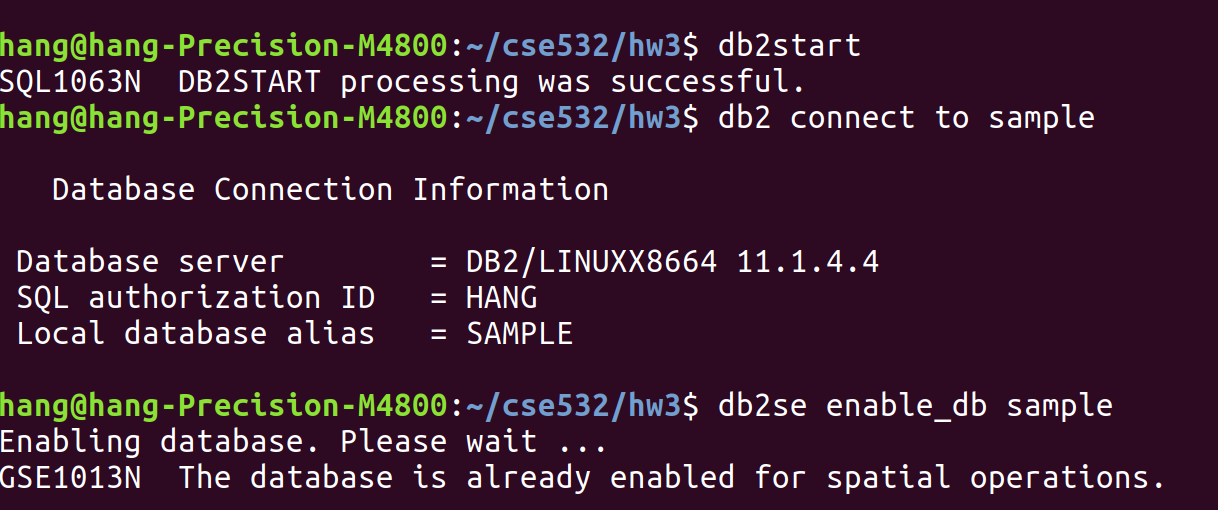 hang@hang-Precision-M4800:~/cse532/hw3$ db2start
SQL1063N  DB2START processing was successful.
hang@hang-Precision-M4800:~/cse532/hw3$ db2 connect to sample
Database Connection Information
Database server        = DB2/LINUXX8664 11.1.4.4
SQL authorization ID   = HANG
Local database alias   = SAMPLE
hang@hang-Precision-M4800:~/cse532/hw3$ db2se enable_db sample
Enabling database. Please wait ...
GSE1013N  The database is already enabled for spatial operations.